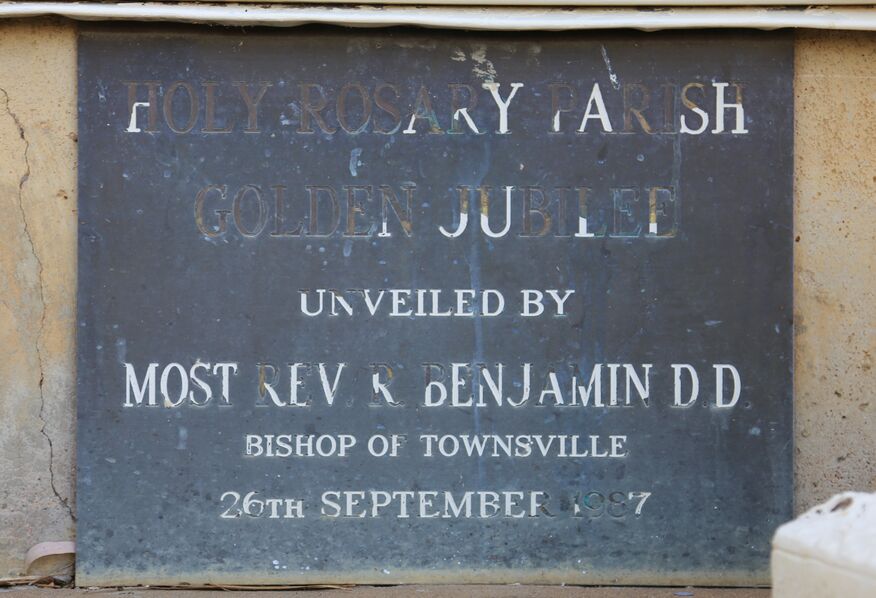 HOLY ROSARY PARISH
GOLDEN JUBILEE
UNVEILED BY
MOST REV. R. BENJAMIN D.D.
BISHOP OF TOWNSVILLE
26TH SEPTEMBER 1987